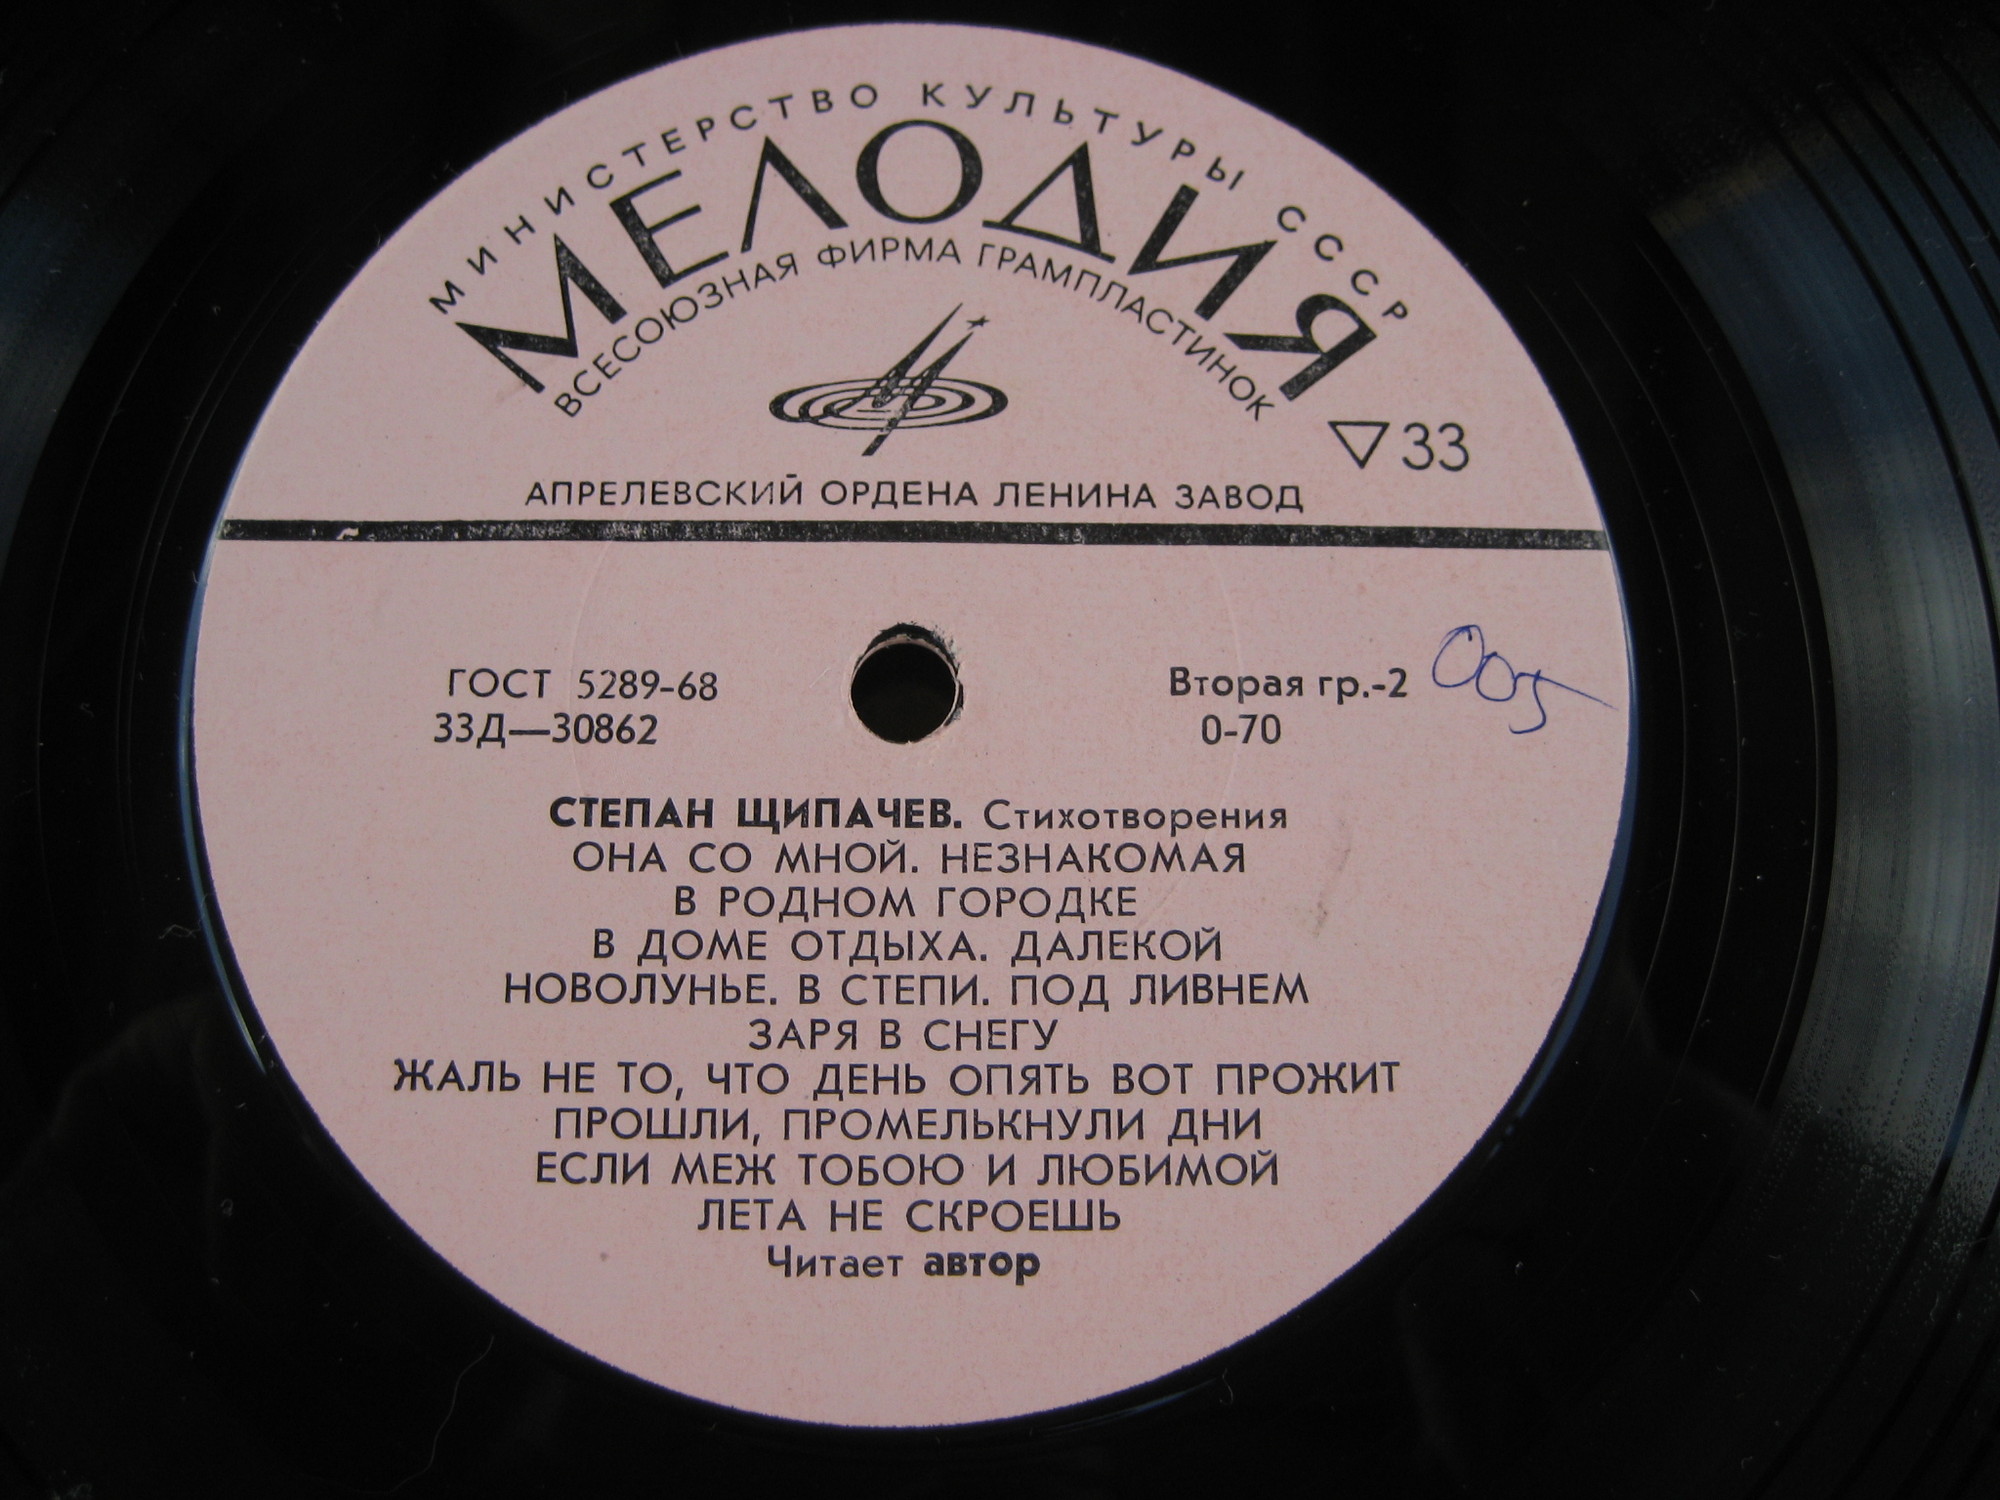 МИНИСТЕРСТВО КУЛЬТУРЫ СССР
МЕЛОДИЯ
ВСЕСОЮЗНАЯ ФИРМА ГРАМПЛАСТИНОК
33
АПРЕЛЕВСКИЙ ОРДЕНА ЛЕНИНА ЗАВОД
ГОСТ 5289-68
33Д—30862
Вторая гр.-2
0-70
005
СТЕПАН ЩИПАЧЕВ. Стихотворения
ОНА СО МНОЙ. НЕЗНАКОМАЯ
В РОДНОМ ГОРОДКЕ
В ДОМЕ ОТДЫХА. ДАЛЕКОЙ
НОВОЛУНЬЕ. В СТЕПИ. ПОД ЛИВНЕМ
ЗАРЯ В СНЕГУ
ЖАЛЬ НЕ ТО, ЧТО ДЕНЬ ОПЯТЬ ВОТ ПРОЖИТ
ПРОШЛИ, ПРОМЕЛЬКНУЛИ ДНИ
ЕСЛИ МЕЖ ТОБОЮ И ЛЮБИМОЙ
ЛЕТА НЕ СКРОЕШЬ
Читает автор